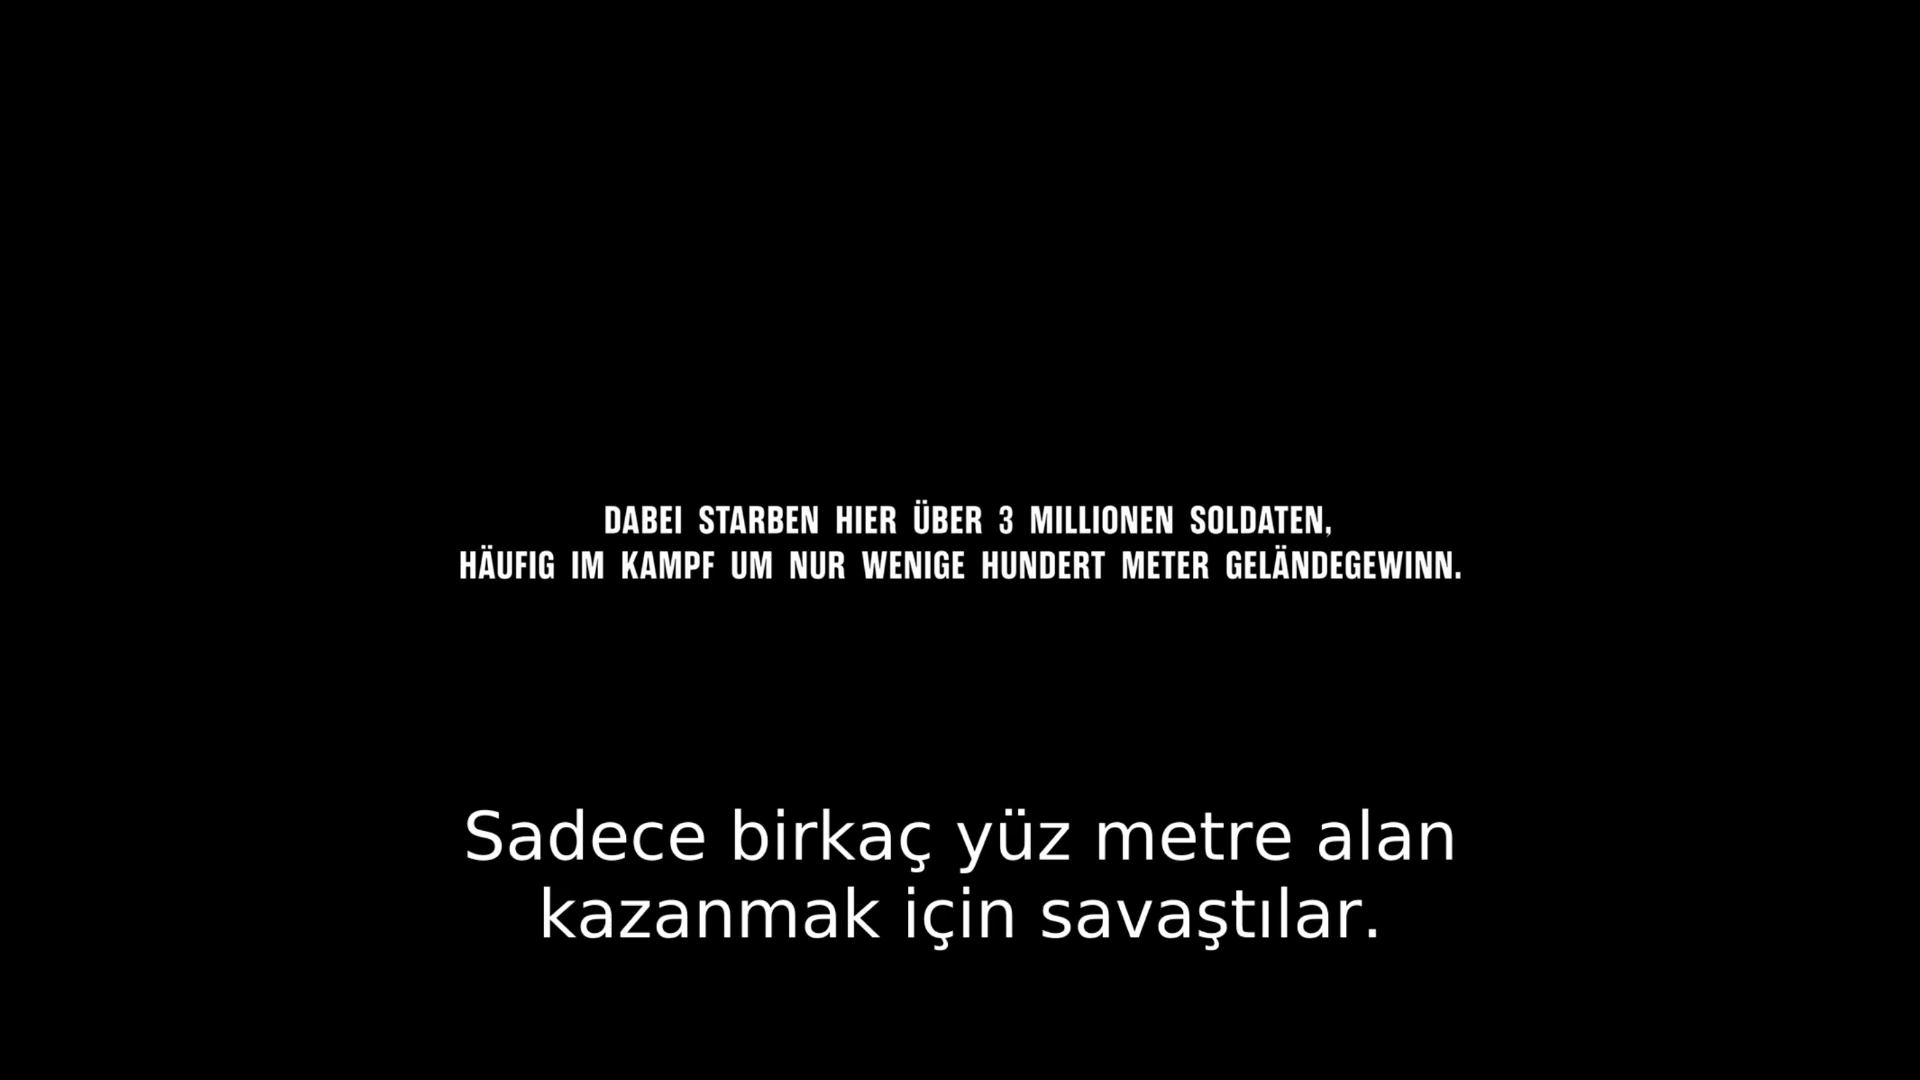 DABEI STARBEN HIER ÜBER 3 MILLIONEN SOLDATEN,
HÄUFIG IM KAMPF UM NUR WENIGE HUNDERT METER GELÄNDEGEWINN.
Sadece birkaç yüz metre alan
kazanmak için savaştılar.